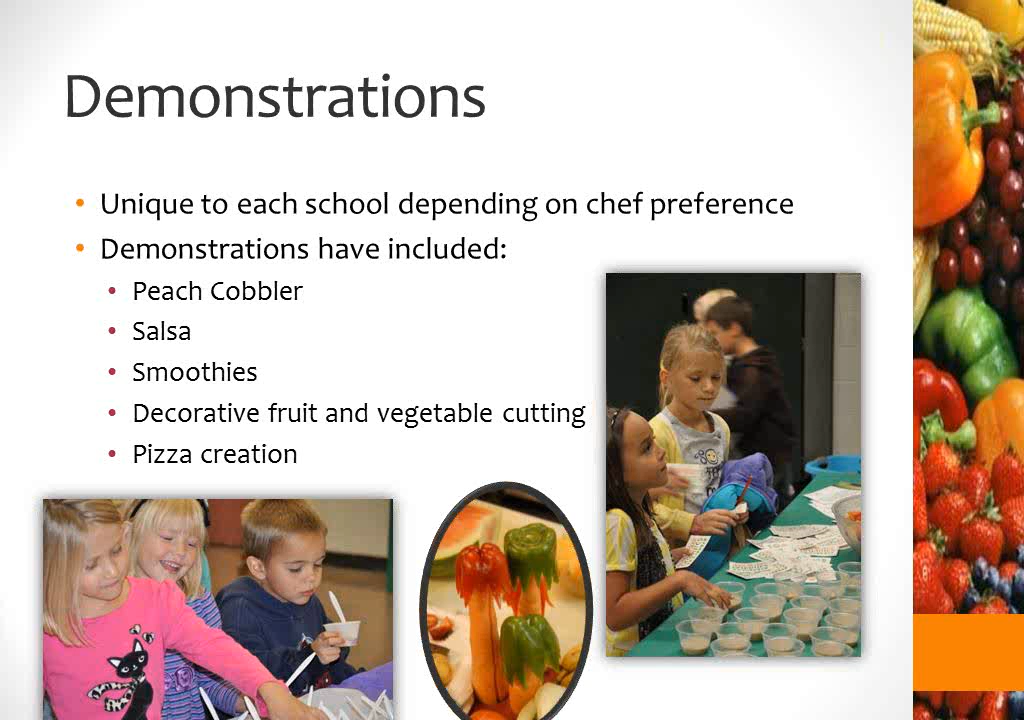 Demonstrations
• Unique to each school depending on chef preference
• Demonstrations have included:
• Peach Cobbler
• Salsa
• Smoothies
• Decorative fruit and vegetable cutting
• Pizza creation